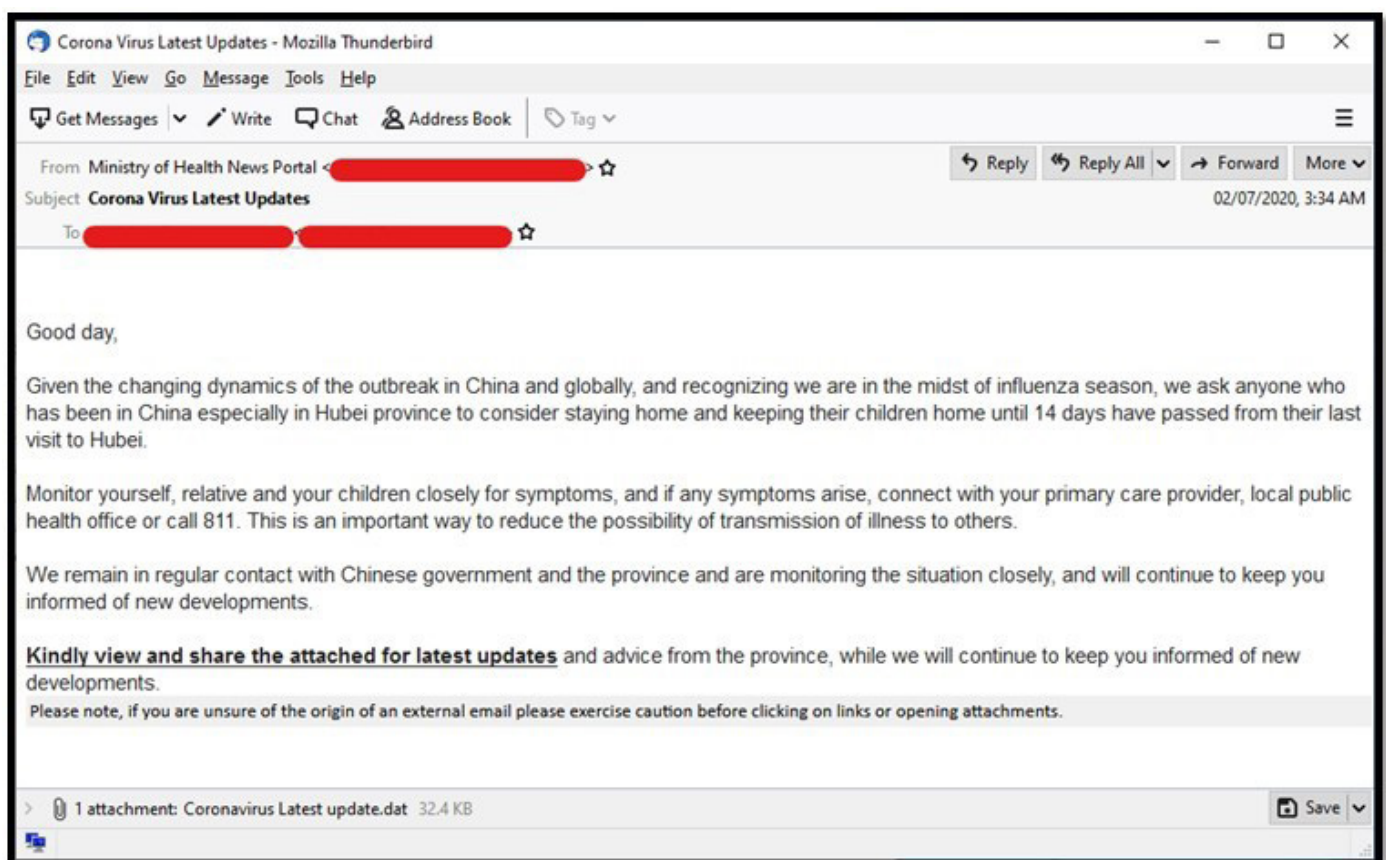 Corona Virus Latest Updates - Mozilla Thunderbird
File Edit View Go Message Tools Help
Get Messages Write Chat Address Book Tag
From Ministry of Health News Portal < > Reply Reply All Forward More
Subject Corona Virus Latest Updates 02/07/2020, 3:34 AM
To <
Good day,
Given the changing dynamics of the outbreak in China and globally, and recognizing we are in the midst of influenza season, we ask anyone who
has been in China especially in Hubei province to consider staying home and keeping their children home until 14 days have passed from their last
visit to Hubei.
Monitor yourself, relative and your children closely for symptoms, and if any symptoms arise, connect with your primary care provider, local public
health office or call 811. This is an important way to reduce the possibility of transmission of illness to others.
We remain in regular contact with Chinese government and the province and are monitoring the situation closely, and will continue to keep you
informed of new developments.
Kindly view and share the attached for latest updates and advice from the province, while we will continue to keep you informed of new
developments.
Please note, if you are unsure of the origin of an external email please exercise caution before clicking on links or opening attachments.
1 attachment: Coronavirus Latest update.dat 32.4 KB Save